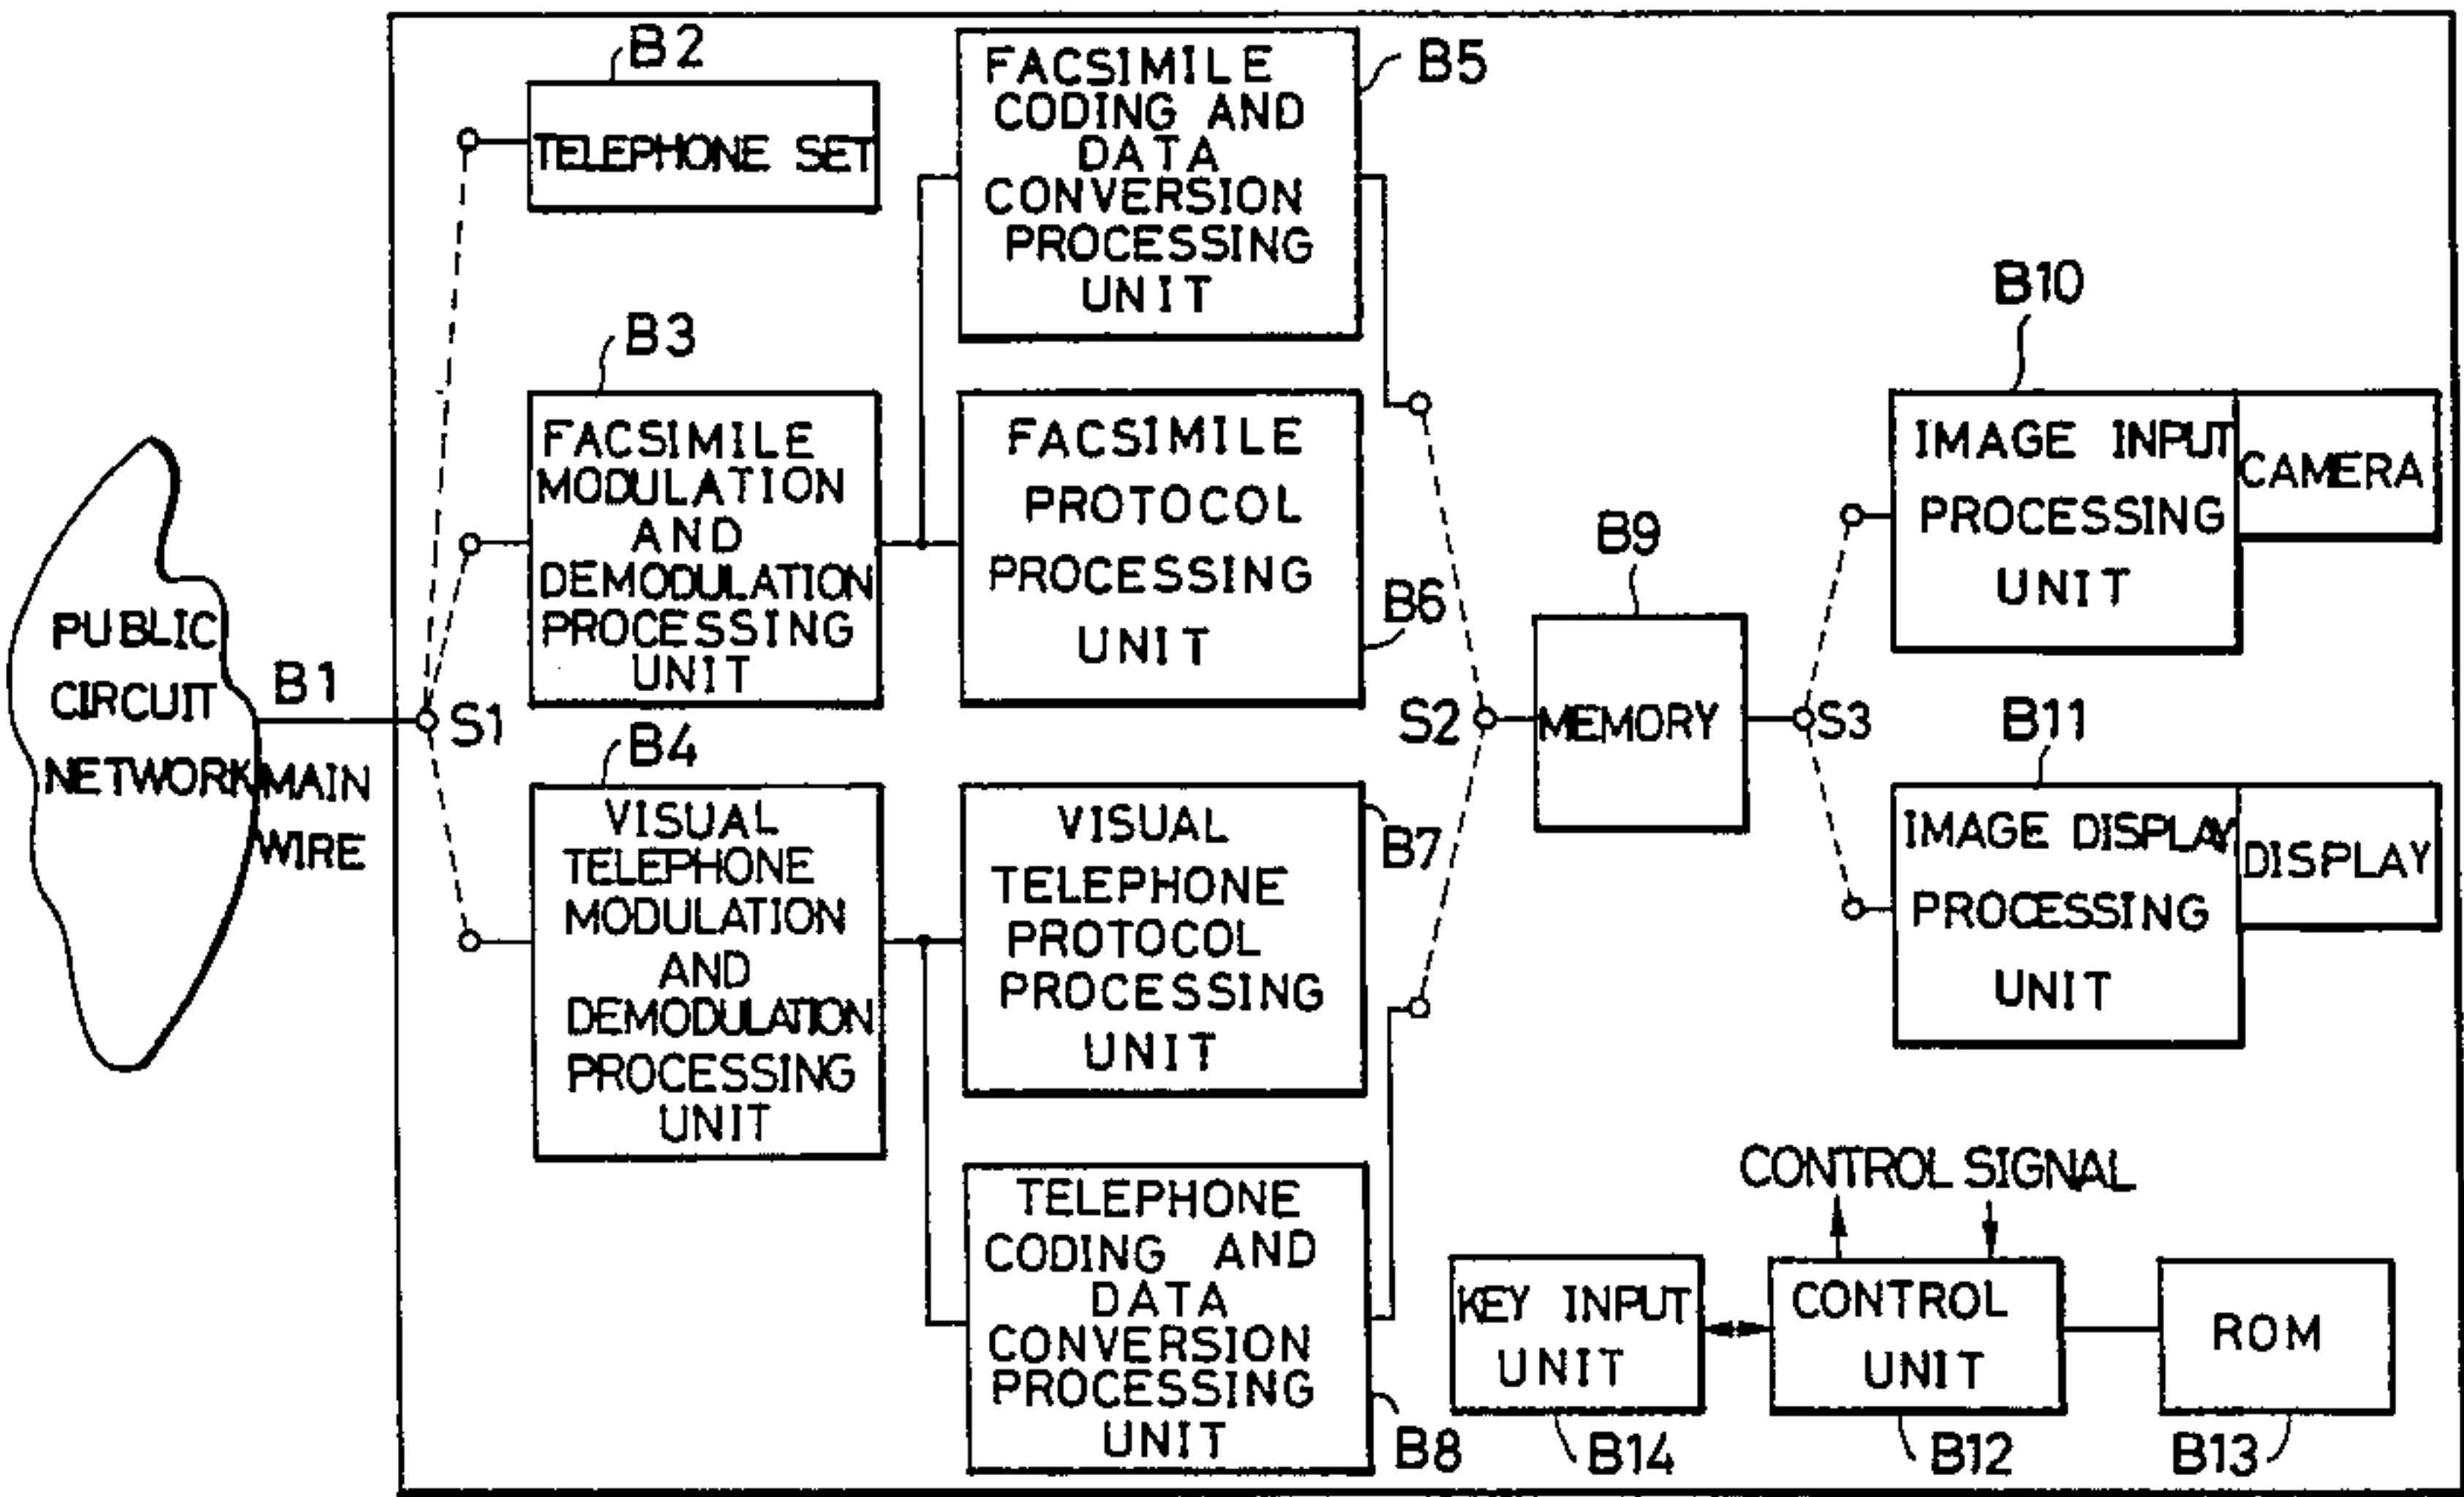 PUBLIC
CIRCUIT
NETWORK
B1
MAIN
WIRE
S1
B2
TELEPHONE SET
B3
FACSIMILE
MODULATION
AND
DEMODULATION
PROCESSING
UNIT
B4
VISUAL
TELEPHONE
MODULATION
AND
DEMODULATION
PROCESSING
UNIT
B5
FACSIMILE
CODING AND
DATA
CONVERSION
PROCESSING
UNIT
B6
FACSIMILE
PROTOCOL
PROCESSING
UNIT
B7
VISUAL
TELEPHONE
PROTOCOL
PROCESSING
UNIT
B8
TELEPHONE
CODING AND
DATA
CONVERSION
PROCESSING
UNIT
S2
B9
MEMORY
S3
B10
IMAGE INPUT
PROCESSING
UNIT
CAMERA
B11
IMAGE DISPLAY
PROCESSING
UNIT
DISPLAY
CONTROL SIGNAL
KEY INPUT
UNIT
B14
CONTROL
UNIT
B12
ROM
B13